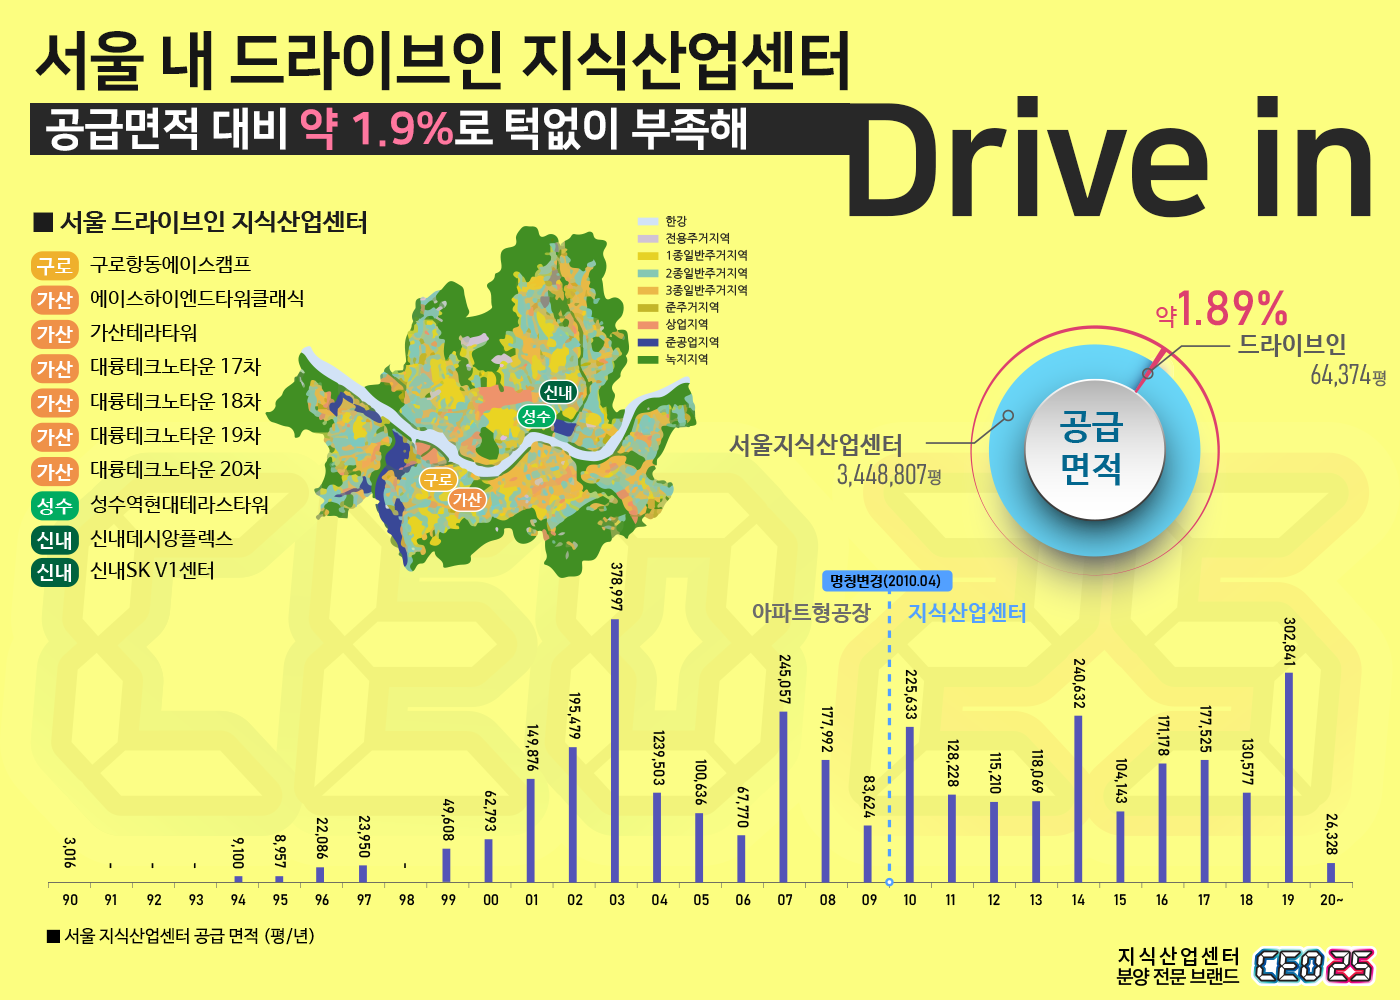 서울 내 드라이브인 지식산업센터
공급면적 대비 약 1.9%로 턱없이 부족해
Drive in
■ 서울 드라이브인 지식산업센터
구로 구로항동에이스캠프
가산 에이스하이엔드타워클래식
가산 가산테라타워
가산 대륭테크노타운 17차
가산 대륭테크노타운 18차
가산 대륭테크노타운 19차
가산 대륭테크노타운 20차
성수 성수역현대테라스타워
신내 신내데시앙플렉스
신내 신내SK V1센터
한강
전용주거지역
1종일반주거지역
2종일반주거지역
3종일반주거지역
준주거지역
상업지역
준공업지역
녹지지역
신내
성수
구로
가산
약1.89%
드라이브인
64,374평
공급
면적
서울지식산업센터
3,448,807평
명칭변경(2010.04)
아파트형공장 지식산업센터
3,016
-
-
-
9,100
8,957
22,086
23,950
-
49,608
62,793
149,876
195,479
378,997
1239,503
100,636
67,770
245,057
177,992
83,624
225,633
128,228
115,210
118,069
240,632
104,143
171,178
177,525
130,577
302,841
26,328
90 91 92 93 94 95 96 97 98 99 00 01 02 03 04 05 06 07 08 09 10 11 12 13 14 15 16 17 18 19 20~
■ 서울 지식산업센터 공급 면적 (평/년)
지식산업센터
분양 전문 브랜드
CEO25